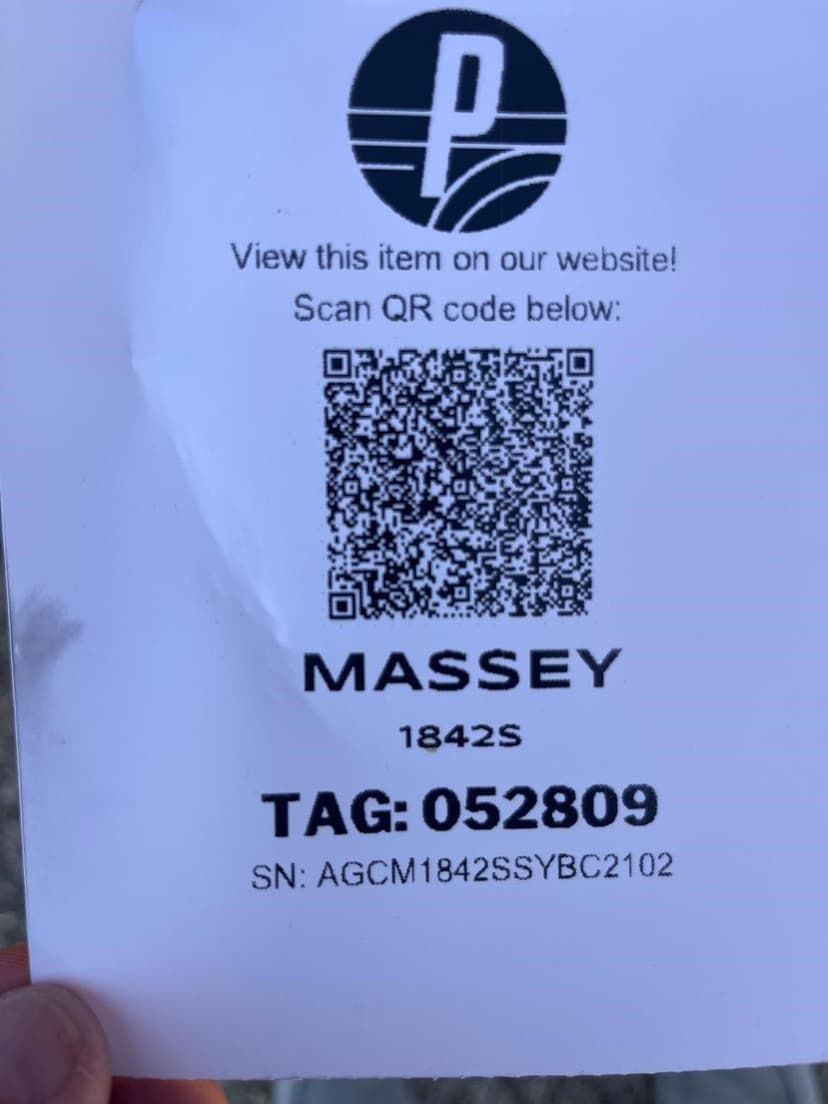 P
View this item on our website!
Scan QR code below:
MASSEY
1842S
TAG: 052809
SN: AGCM1842SSYBC2102